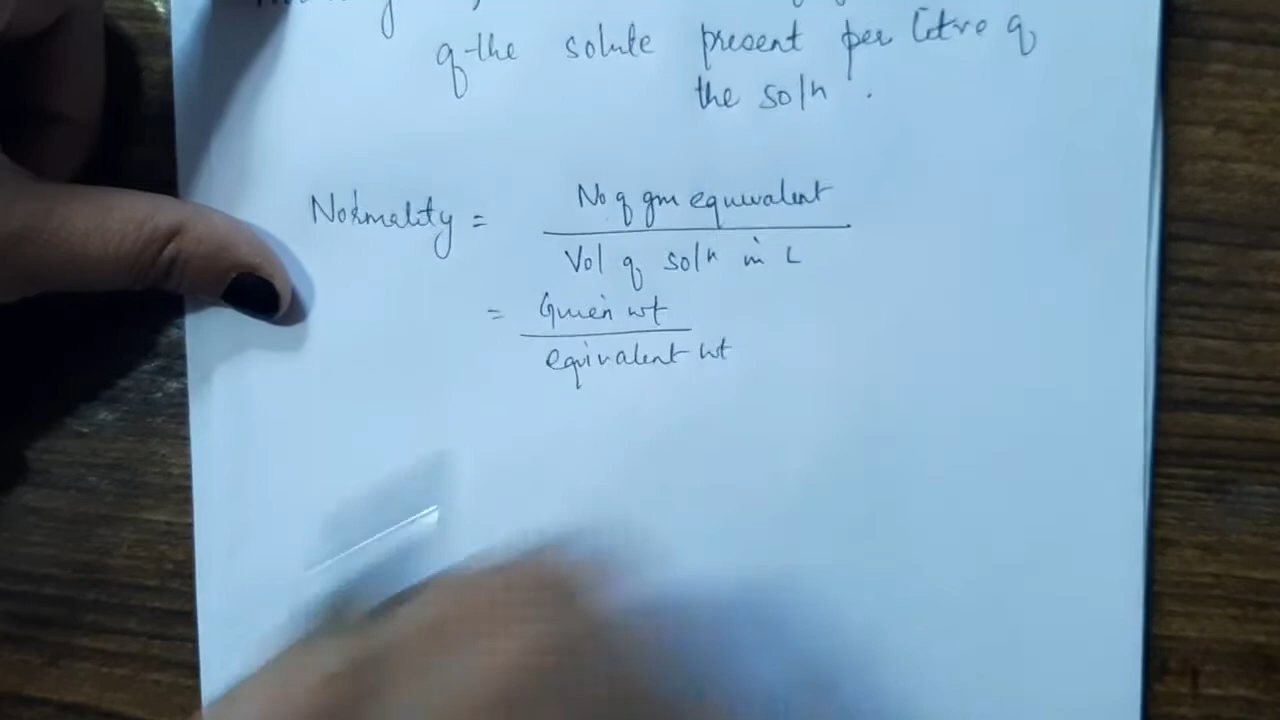 q the solute present per litre q
the soln .
Normality = No q gm equivalent
Vol q soln in L
= Given wt
equivalent wt